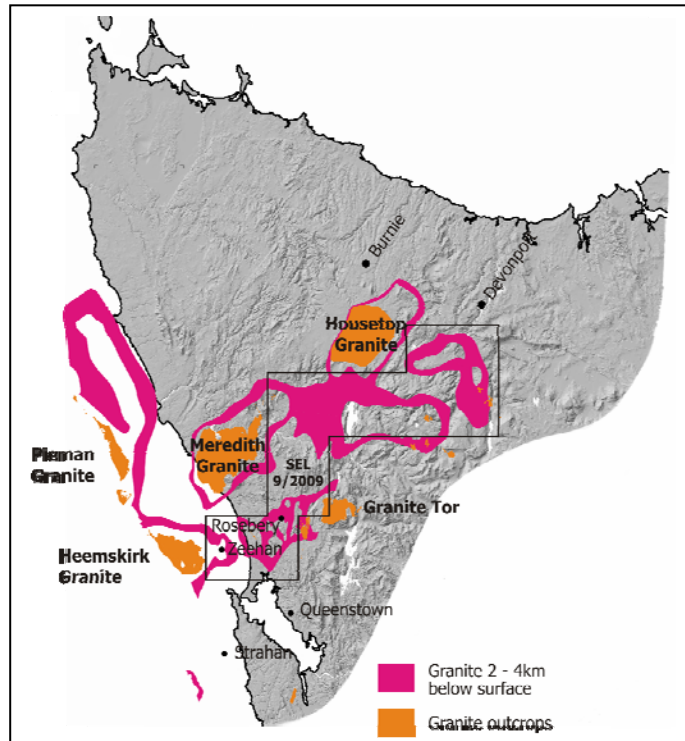 Burnie
Devonport
Housetop
Granite
Meredith
Granite
SEL
9/2009
Granite Tor
Rosebery
Zeehan
Heemskirk
Granite
Queenstown
Strahan
Granite 2 - 4km
below surface
Granite outcrops